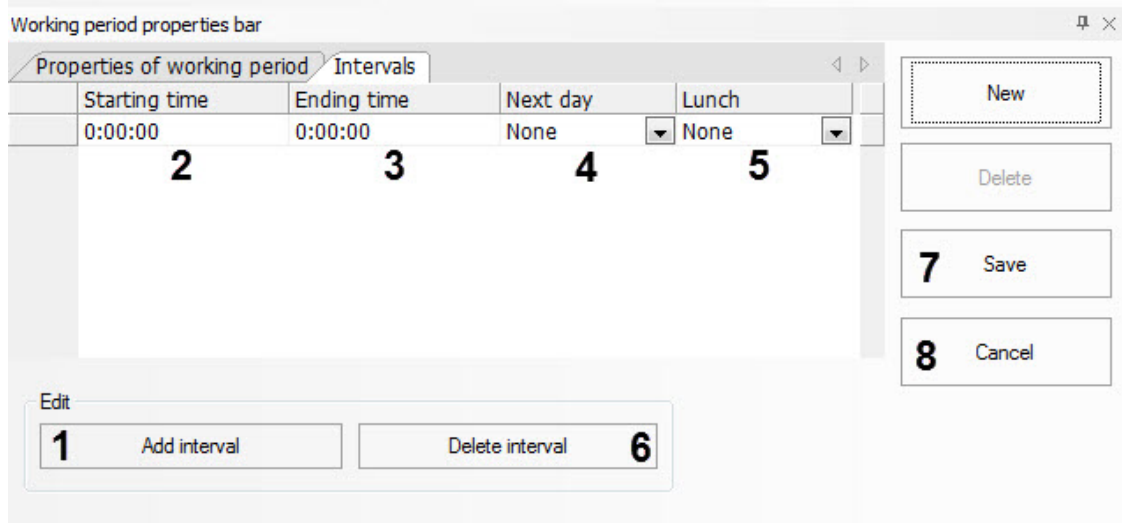 Working period properties bar
Properties of working period Intervals
Starting time Ending time Next day Lunch
0:00:00 0:00:00 None None
2 3 4 5
New
Delete
7 Save
8 Cancel
Edit
1 Add interval Delete interval 6